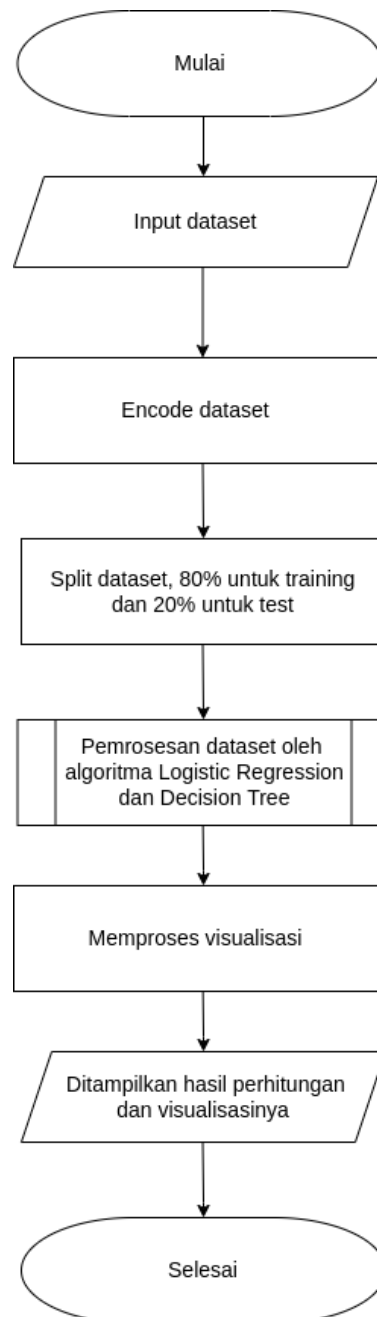 Mulai
Input dataset
Encode dataset
Split dataset, 80% untuk training
dan 20% untuk test
Pemrosesan dataset oleh
algoritma Logistic Regression
dan Decision Tree
Memproses visualisasi
Ditampilkan hasil perhitungan
dan visualisasinya
Selesai